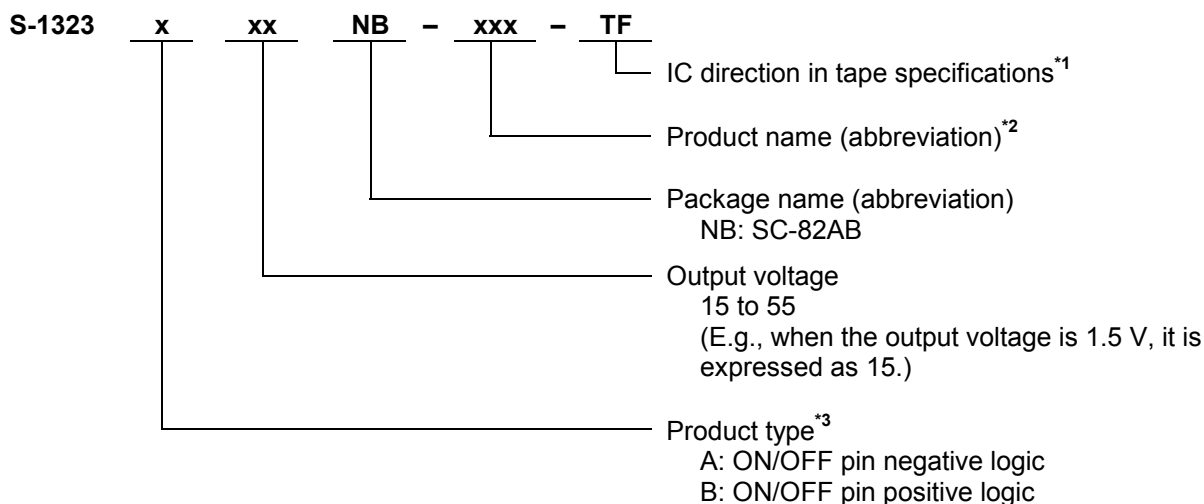 S-1323 x xx NB – xxx – TF
IC direction in tape specifications*1
Product name (abbreviation)*2
Package name (abbreviation)
NB: SC-82AB
Output voltage
15 to 55
(E.g., when the output voltage is 1.5 V, it is
expressed as 15.)
Product type*3
A: ON/OFF pin negative logic
B: ON/OFF pin positive logic